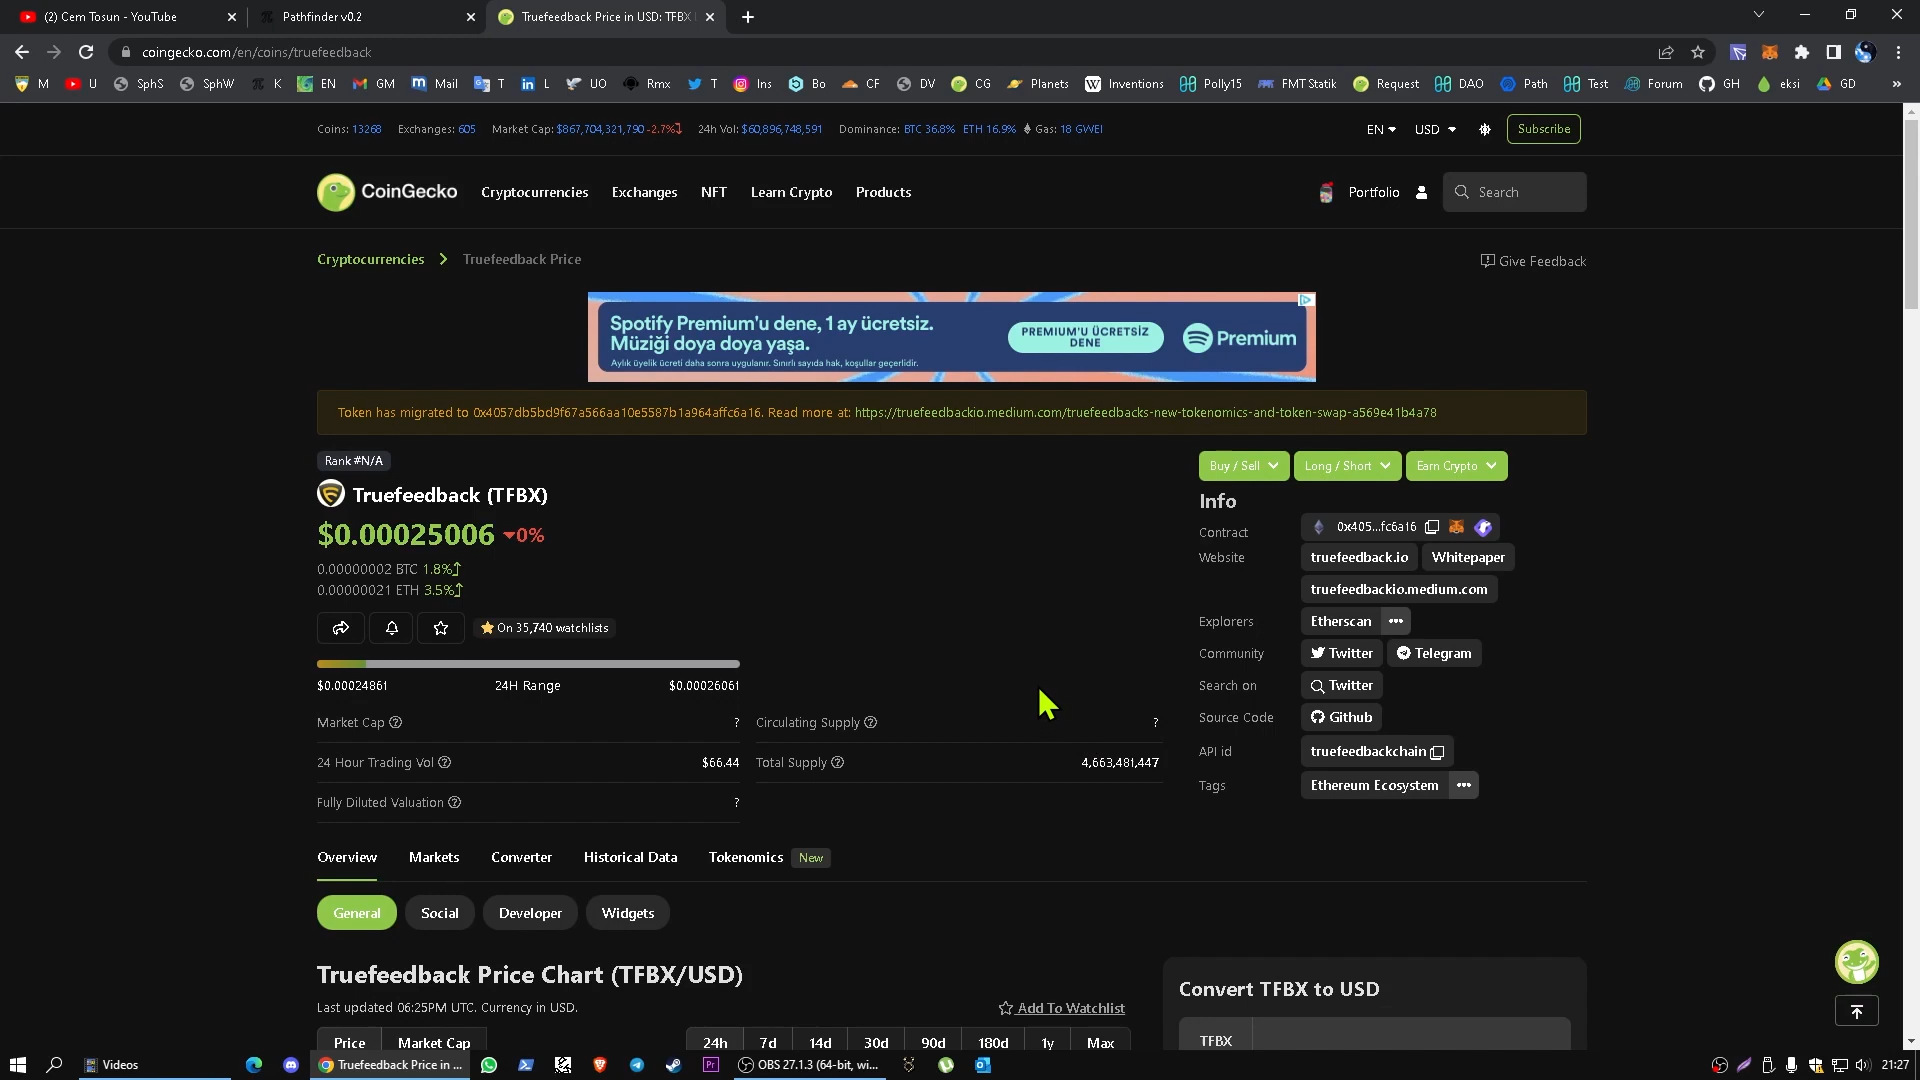 (2) Cem Tosun - YouTube
Pathfinder v0.2
Truefeedback Price in USD: TFBX
coingecko.com/en/coins/truefeedback
M U SphS SphW K EN GM Mail T L UO Rmx T Ins Bo CF DV CG Planets Inventions Polly15 FMT Statik Request DAO Path Test Forum GH eksi GD »
Coins: 13268 Exchanges: 605 Market Cap: $867,704,321,790 -2.7% 24h Vol: $60,896,748,591 Dominance: BTC 36.8% ETH 16.9% Gas: 18 GWEI
EN USD Subscribe
CoinGecko Cryptocurrencies Exchanges NFT Learn Crypto Products
Portfolio Search
Cryptocurrencies Truefeedback Price
Give Feedback
Spotify Premium'u dene, 1 ay ücretsiz.
Müziği doya doya yaşa.
Aylık üyelik ücreti daha sonra uygulanır. Sınırlı sayıda hak, koşullar geçerlidir.
PREMIUM'U ÜCRETSİZ
DENE
Premium
Token has migrated to 0x4057db5bd9f67a566aa10e5587b1a964affc6a16. Read more at: https://truefeedbackio.medium.com/truefeedbacks-new-tokenomics-and-token-swap-a569e41b4a78
Rank #N/A
Truefeedback (TFBX)
$0.00025006 0%
0.00000002 BTC 1.8%
0.00000021 ETH 3.5%
On 35,740 watchlists
$0.00024861 24H Range $0.00026061
Market Cap ?
Circulating Supply ?
24 Hour Trading Vol $66.44
Total Supply 4,663,481,447
Fully Diluted Valuation ?
Buy / Sell Long / Short Earn Crypto
Info
Contract 0x405...fc6a16
Website truefeedback.io Whitepaper
truefeedbackio.medium.com
Explorers Etherscan •••
Community Twitter Telegram
Search on Twitter
Source Code Github
API id truefeedbackchain
Tags Ethereum Ecosystem •••
Overview Markets Converter Historical Data Tokenomics New
General Social Developer Widgets
Truefeedback Price Chart (TFBX/USD)
Last updated 06:25PM UTC. Currency in USD.
Add To Watchlist
Price Market Cap
24h 7d 14d 30d 90d 180d 1y Max
Convert TFBX to USD
TFBX
Videos
Truefeedback Price in ...
Pr
OBS 27.1.3 (64-bit, wi...
21:27